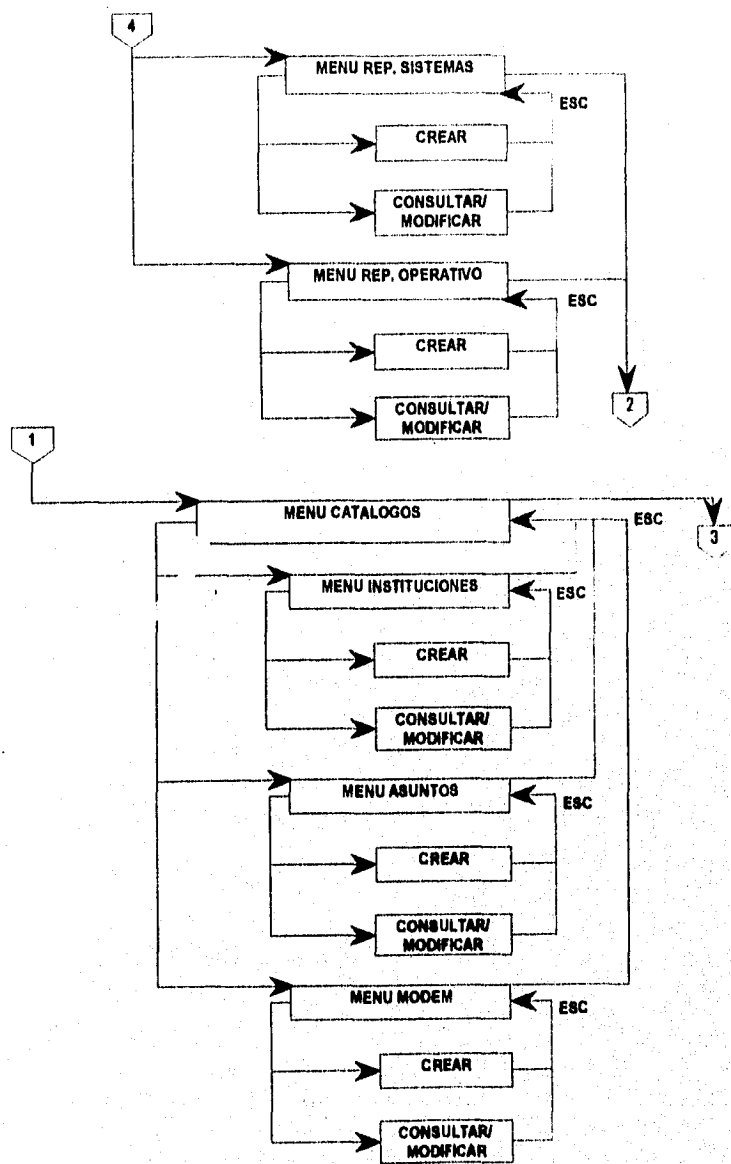 4
MENU REP. SISTEMAS
ESC
CREAR
CONSULTAR/
MODIFICAR
MENU REP. OPERATIVO
ESC
CREAR
CONSULTAR/
MODIFICAR
2
1
MENU CATALOGOS
ESC
3
MENU INSTITUCIONES
ESC
CREAR
CONSULTAR/
MODIFICAR
MENU ASUNTOS
ESC
CREAR
CONSULTAR/
MODIFICAR
MENU MODEM
ESC
CREAR
CONSULTAR/
MODIFICAR